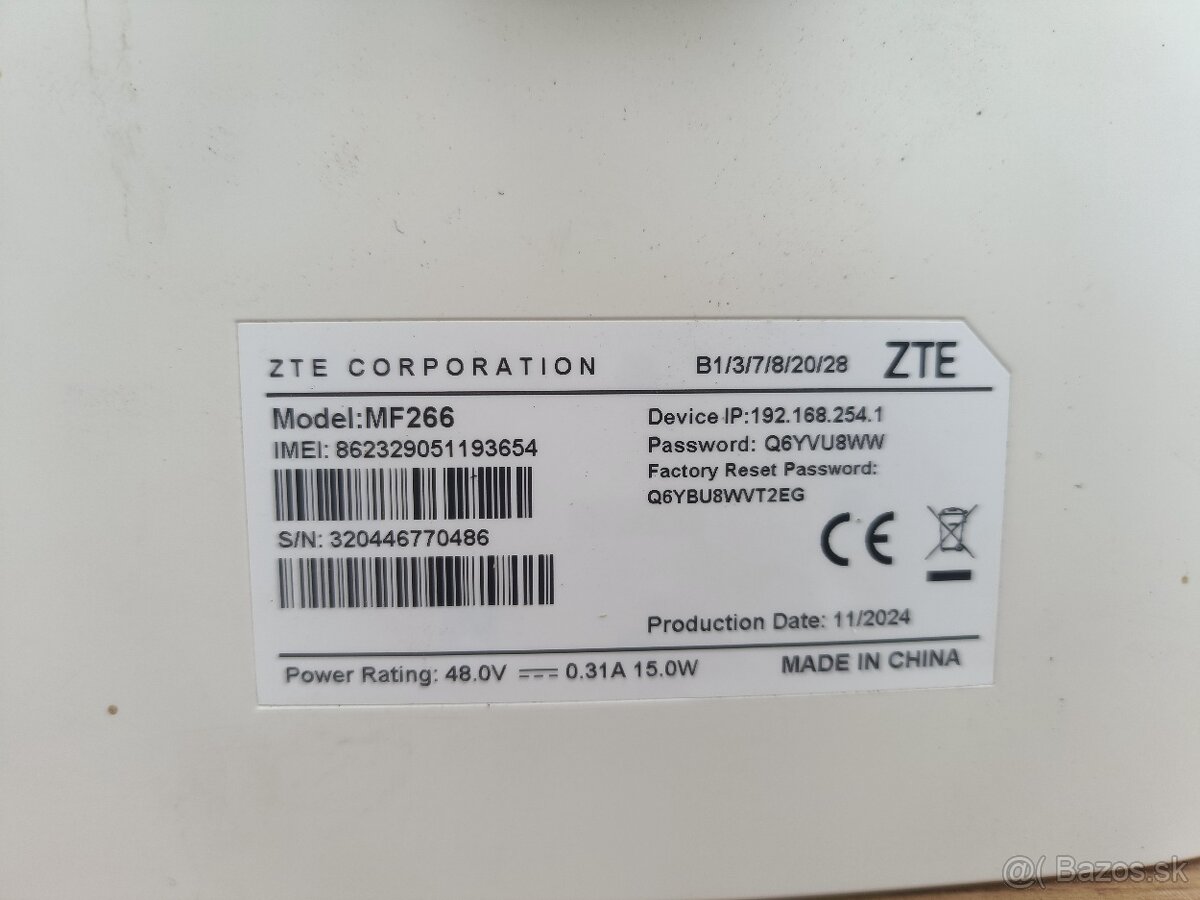 ZTE CORPORATION B1/3/7/8/20/28 ZTE
Model:MF266
IMEI: 862329051193654
S/N: 320446770486
Device IP:192.168.254.1
Password: Q6YVU8WW
Factory Reset Password:
Q6YBU8WVT2EG
CE
Production Date: 11/2024
Power Rating: 48.0V 0.31A 15.0W MADE IN CHINA
@( Bazos.sk